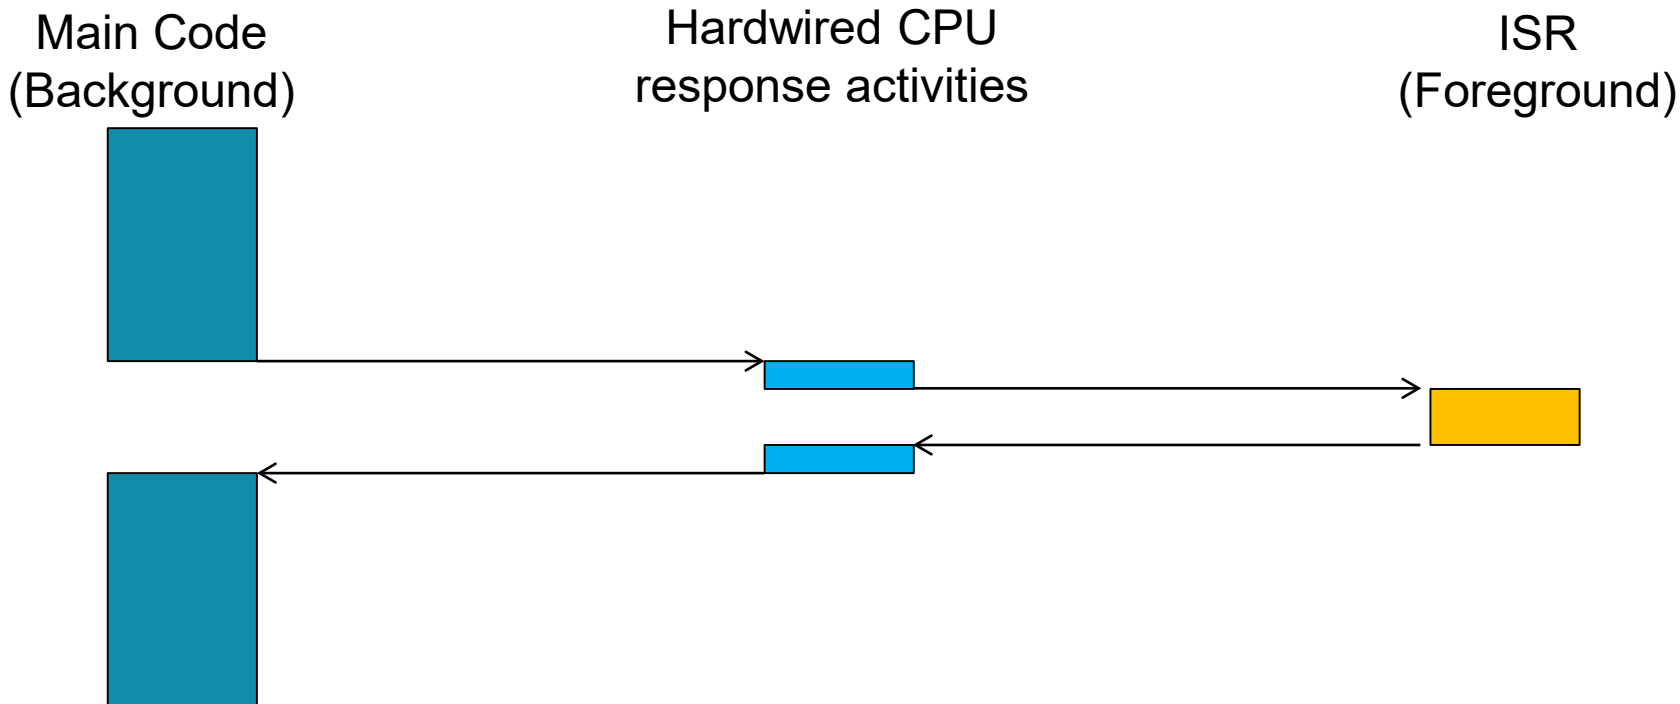 Main Code
(Background)
Hardwired CPU
response activities
ISR
(Foreground)